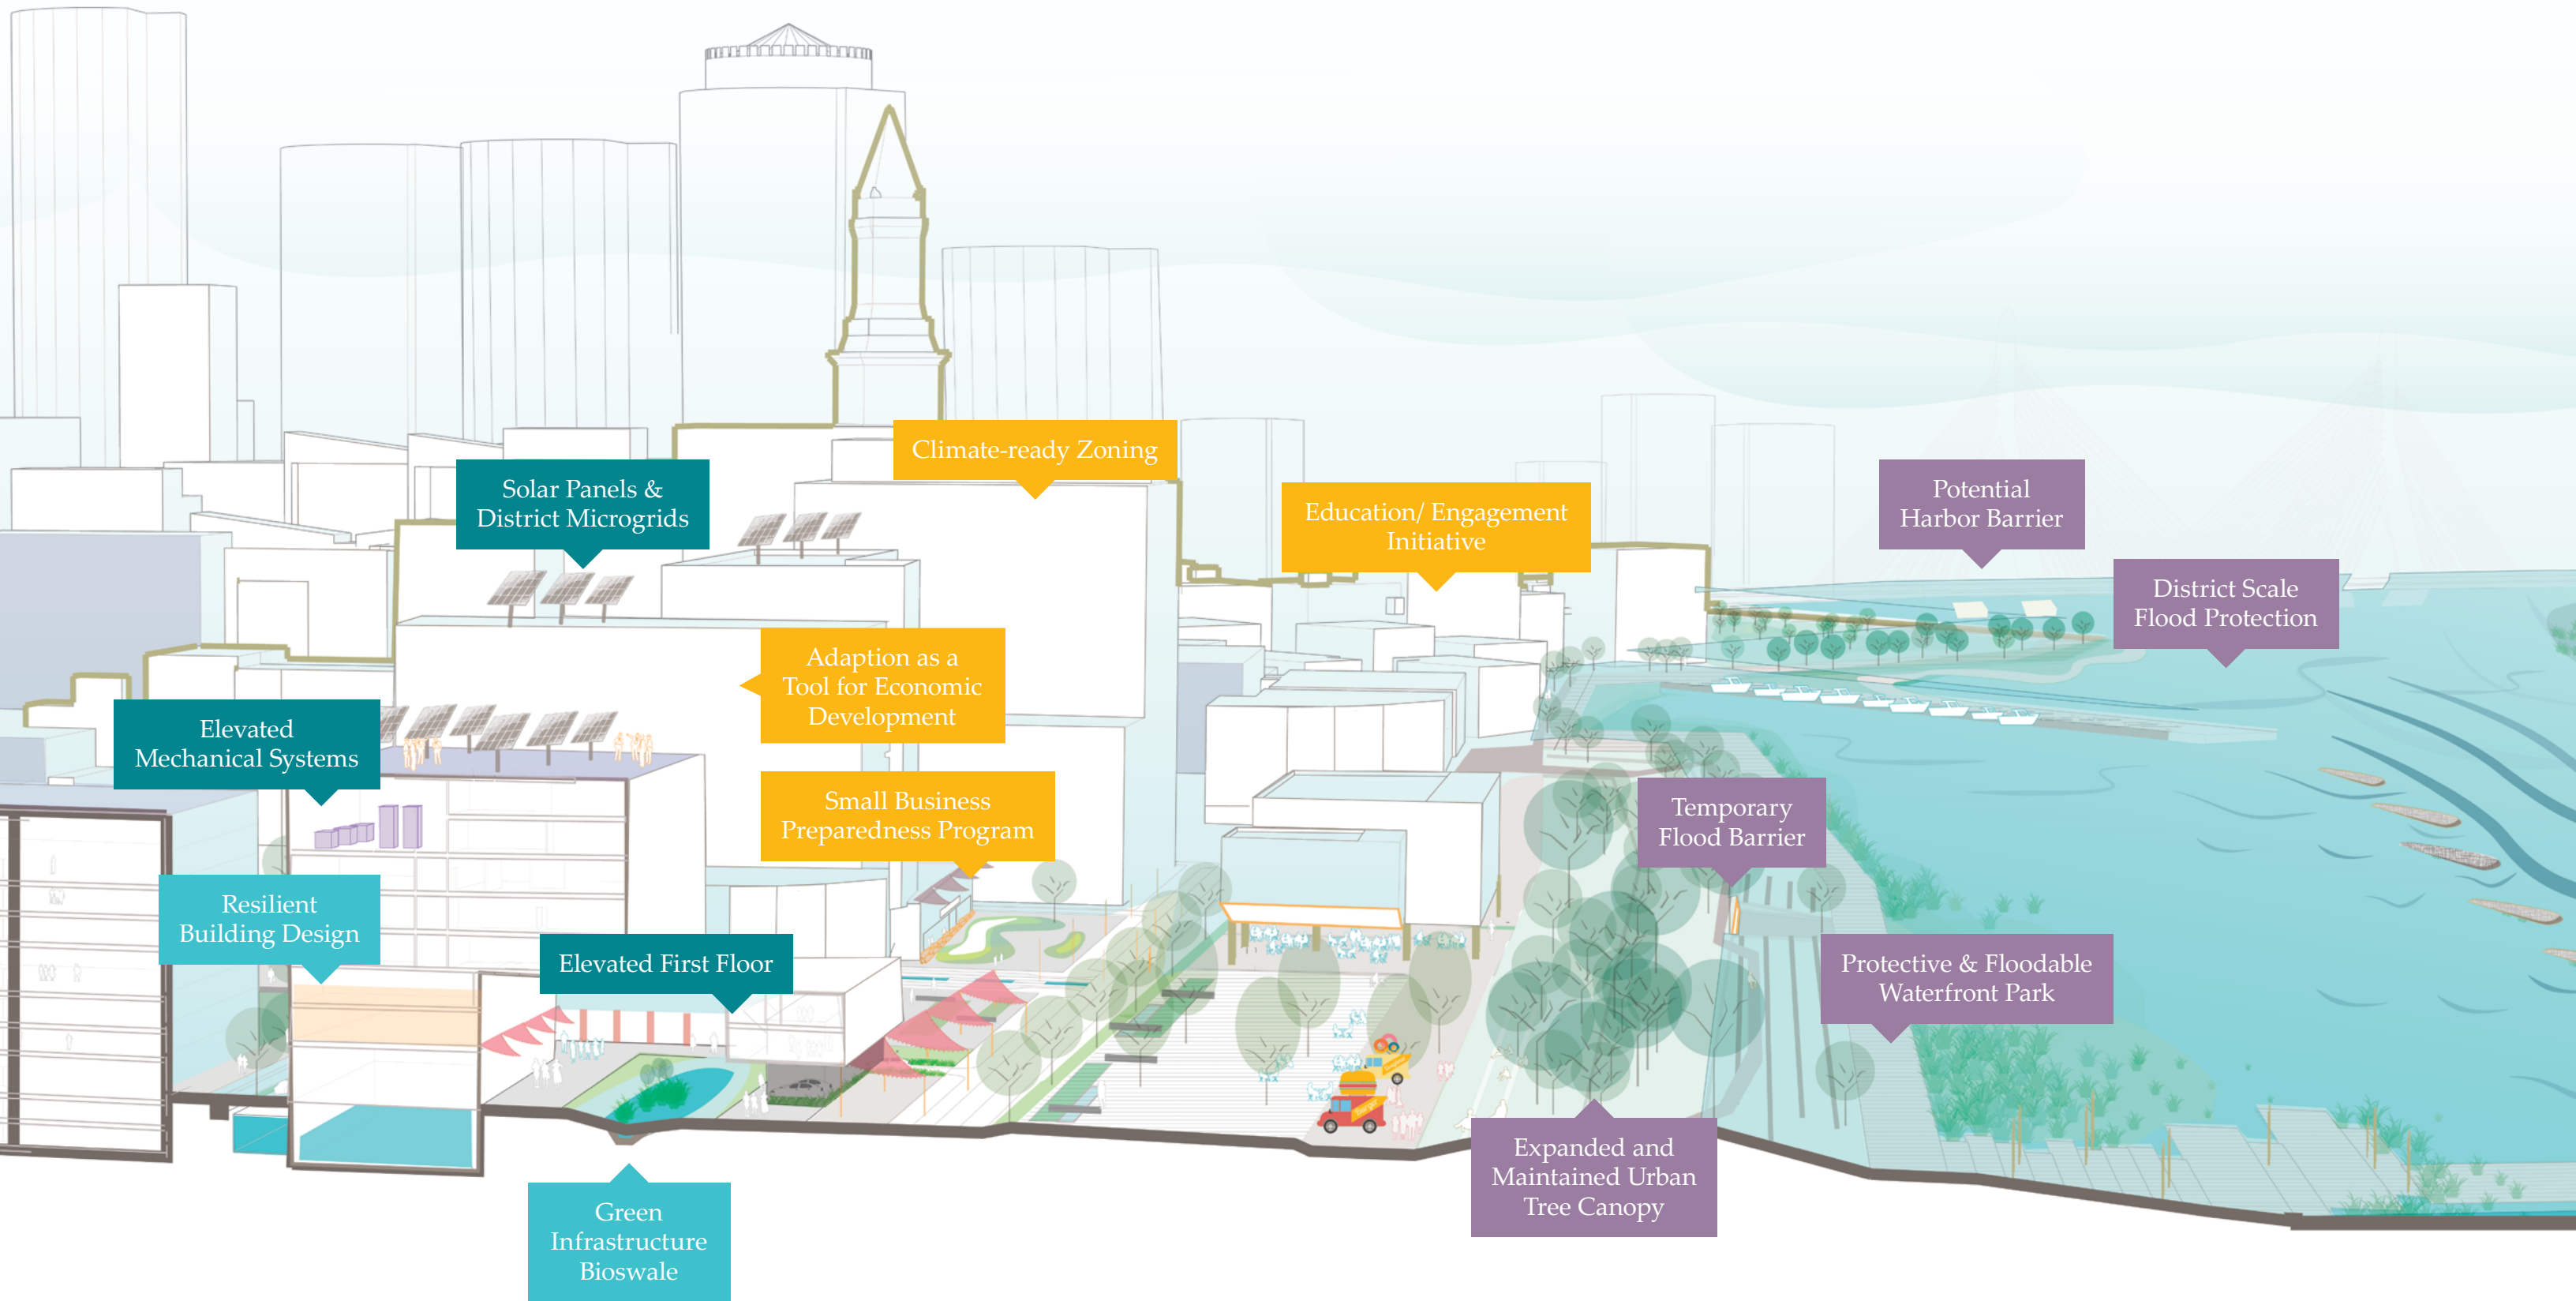 Climate-ready Zoning
Solar Panels &
District Microgrids
Education/ Engagement
Initiative
Potential
Harbor Barrier
District Scale
Flood Protection
Adaption as a
Tool for Economic
Development
Elevated
Mechanical Systems
Small Business
Preparedness Program
Temporary
Flood Barrier
Resilient
Building Design
Elevated First Floor
Protective & Floodable
Waterfront Park
Expanded and
Maintained Urban
Tree Canopy
Green
Infrastructure
Bioswale